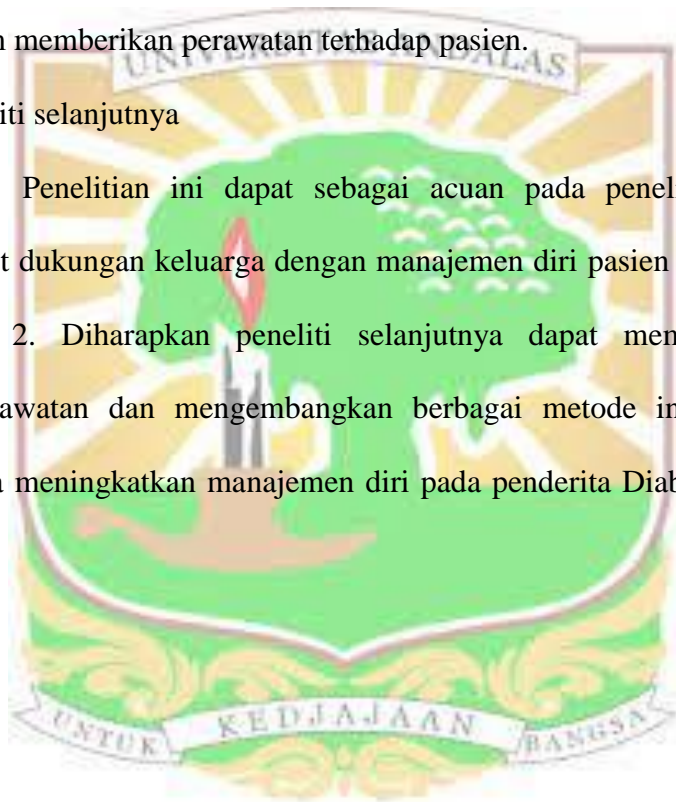 n memberikan perawatan terhadap pasien.
UNIVERSITAS ANDALAS
iti selanjutnya
Penelitian ini dapat sebagai acuan pada penel
t dukungan keluarga dengan manajemen diri pasien
2. Diharapkan peneliti selanjutnya dapat men
awatan dan mengembangkan berbagai metode in
a meningkatkan manajemen diri pada penderita Diab
UNTUK KEDJAJAAN BANGSA